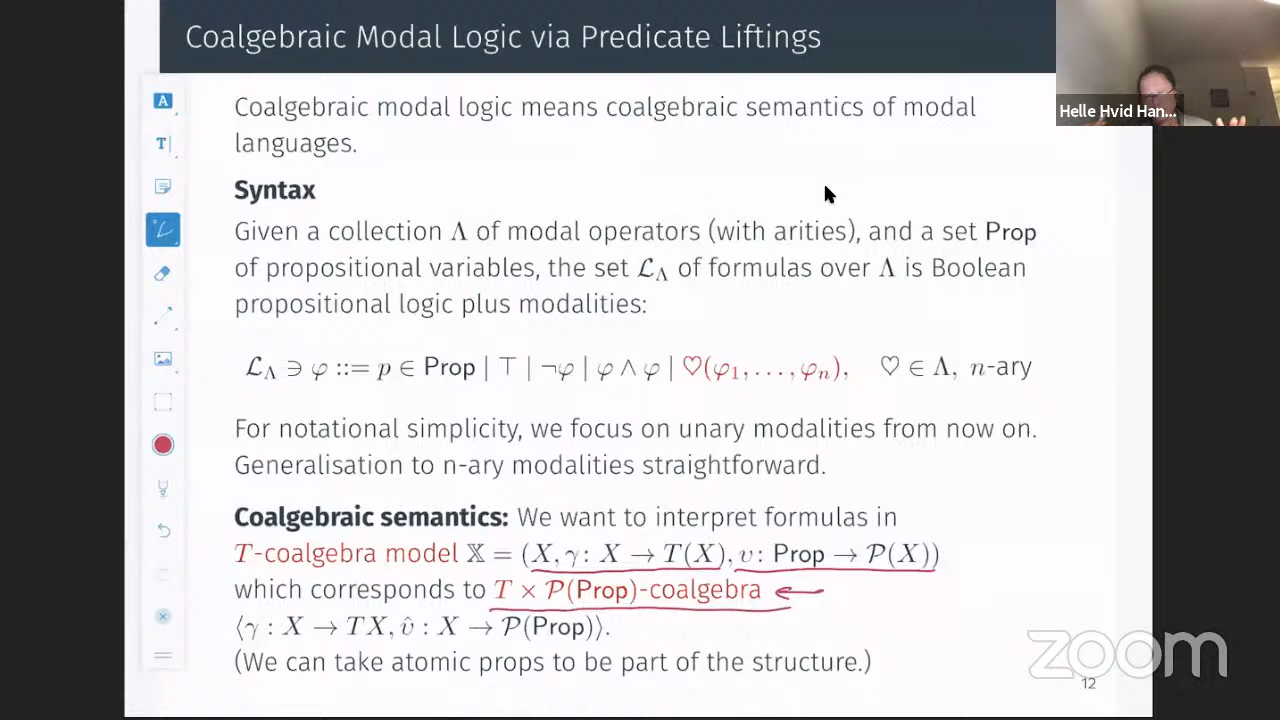 Coalgebraic Modal Logic via Predicate Liftings
Helle Hvid Han...
Coalgebraic modal logic means coalgebraic semantics of modal
languages.
Syntax
Given a collection Λ of modal operators (with arities), and a set Prop
of propositional variables, the set ℒ_Λ of formulas over Λ is Boolean
propositional logic plus modalities:
ℒ_Λ ∋ φ ::= p ∈ Prop | ⊤ | ¬φ | φ ∧ φ | ♡(φ₁, …, φₙ), ♡ ∈ Λ, n-ary
For notational simplicity, we focus on unary modalities from now on.
Generalisation to n-ary modalities straightforward.
Coalgebraic semantics: We want to interpret formulas in
T-coalgebra model 𝕏 = (X, γ: X → T(X), υ: Prop → 𝒫(X))
which corresponds to T × 𝒫(Prop)-coalgebra
⟨γ : X → TX, υ̂ : X → 𝒫(Prop)⟩.
(We can take atomic props to be part of the structure.)
zoom
12
A
T